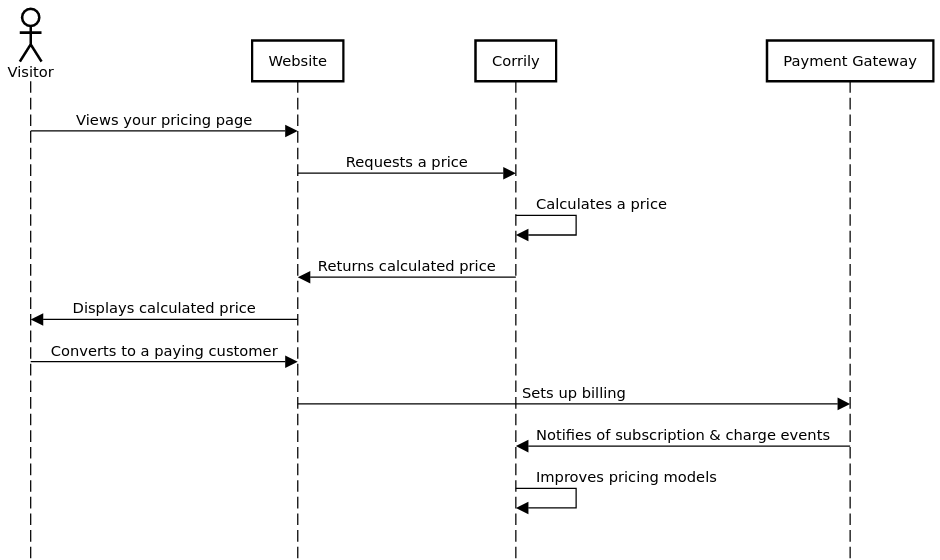 Visitor
Website
Corrily
Payment Gateway
Views your pricing page
Requests a price
Calculates a price
Returns calculated price
Displays calculated price
Converts to a paying customer
Sets up billing
Notifies of subscription & charge events
Improves pricing models